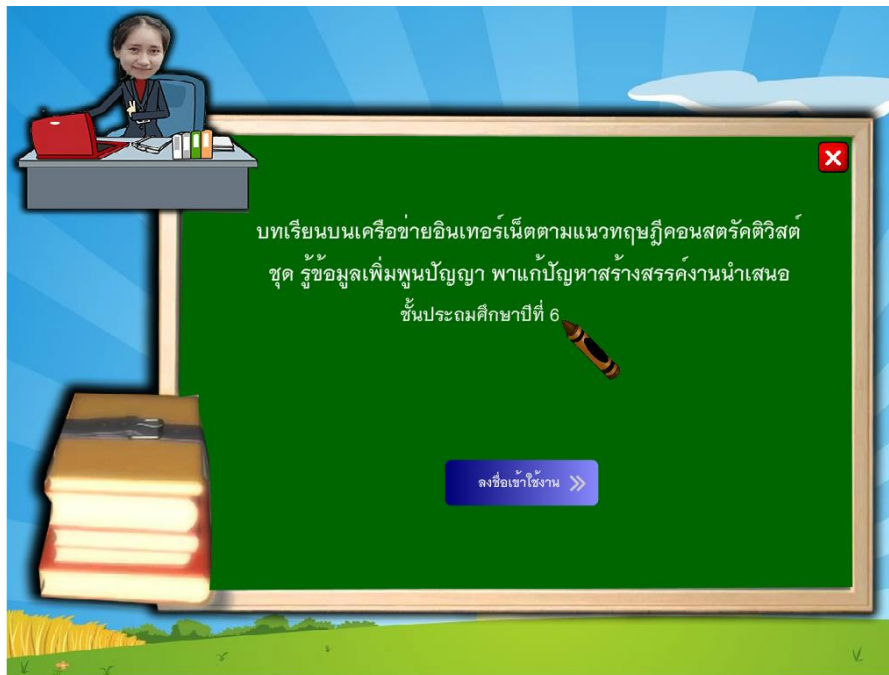 บทเรียนบนเครือข่ายอินเทอร์เน็ตตามแนวทฤษฎีคอนสตรัคติวิสต์
ชุด รู้ข้อมูลเพิ่มพูนปัญญา พาแก้ปัญหาสร้างสรรค์งานนำเสนอ
ชั้นประถมศึกษาปีที่ 6
ลงชื่อเข้าใช้งาน